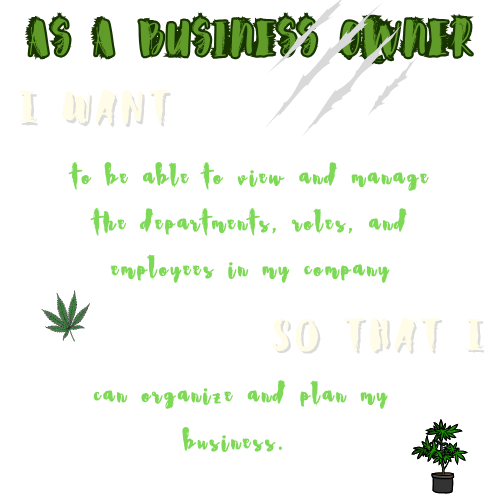 AS A BUSINESS OWNER
I WANT
to be able to view and manage
the departments, roles, and
employees in my company
SO THAT I
can organize and plan my
business.